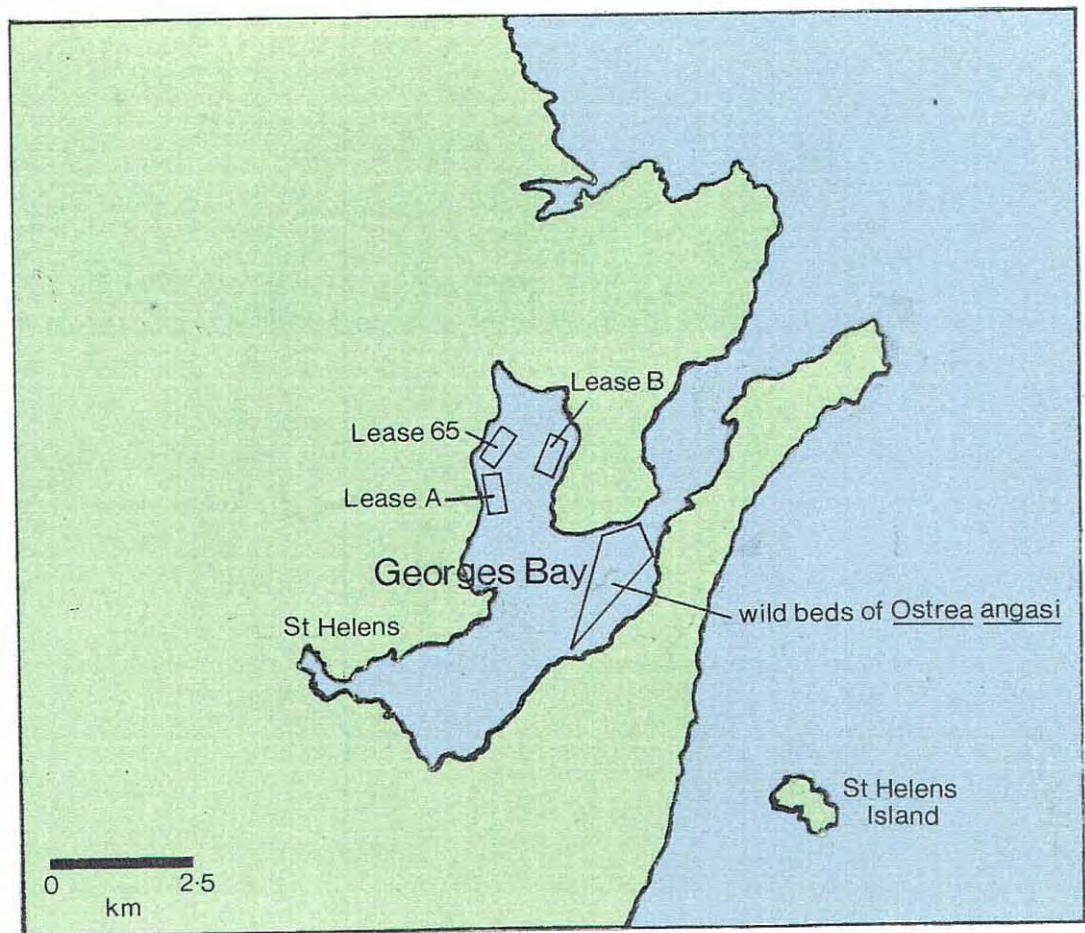 Lease B
Lease 65
Lease A
Georges Bay
wild beds of Ostrea angasi
St Helens
St Helens
Island
0 2·5
km